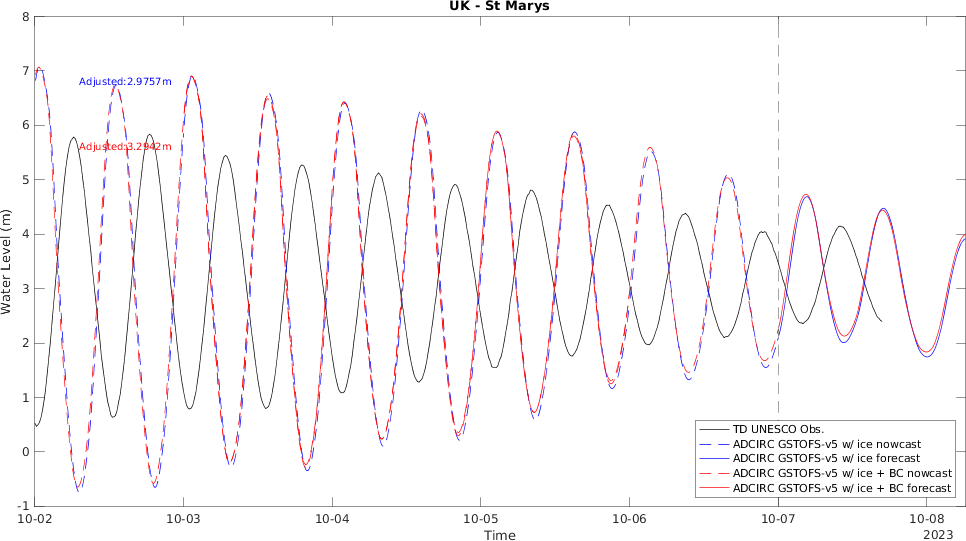 UK - St Marys
8
7
6
5
4
3
2
1
0
-1
Water Level (m)
Adjusted:2.9757m
Adjusted:3.2942m
TD UNESCO Obs.
ADCIRC GSTOFS-v5 w/ ice nowcast
ADCIRC GSTOFS-v5 w/ ice forecast
ADCIRC GSTOFS-v5 w/ ice + BC nowcast
ADCIRC GSTOFS-v5 w/ ice + BC forecast
10-02 10-03 10-04 10-05 10-06 10-07 10-08
Time
2023